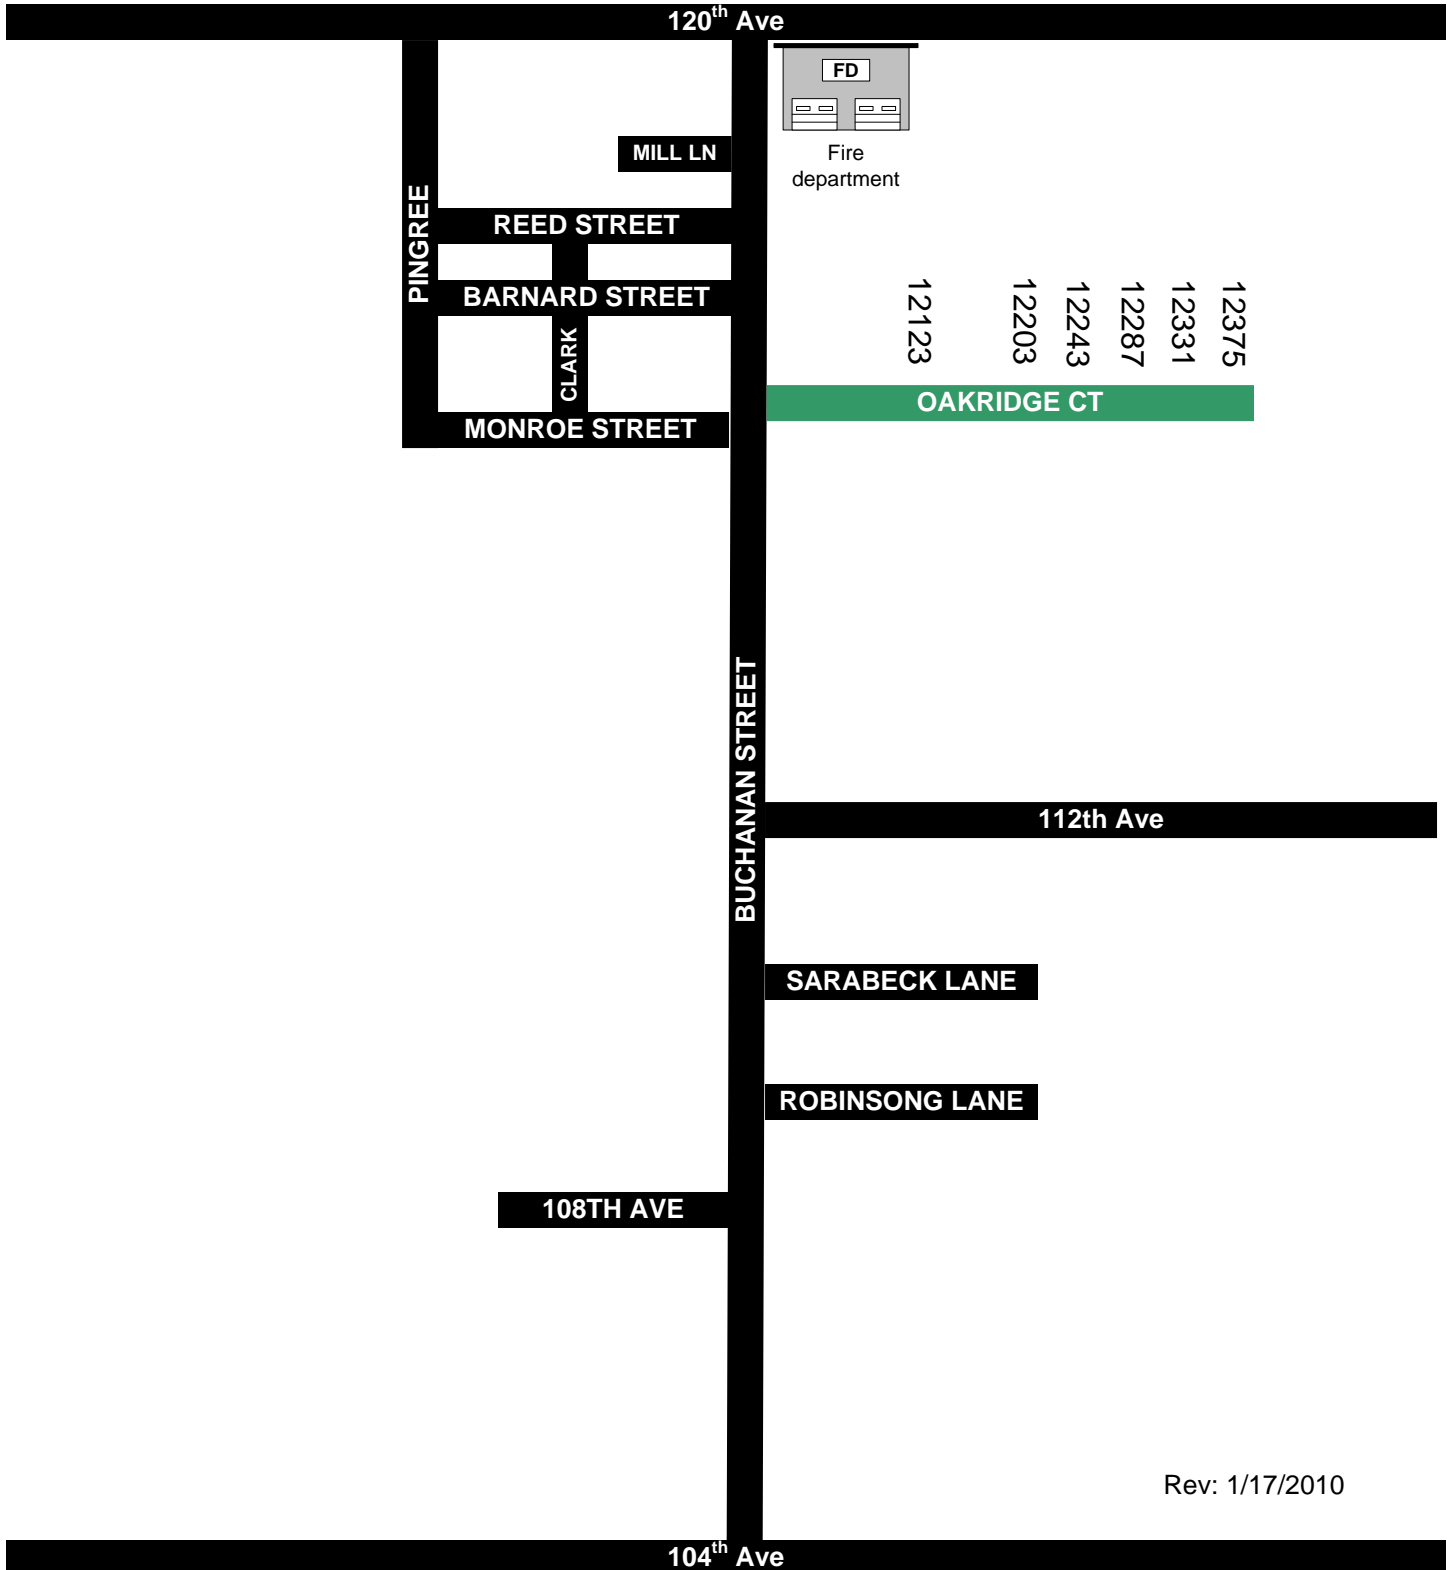 120th Ave
FD
Fire
department
MILL LN
PINGREE
REED STREET
BARNARD STREET
CLARK
MONROE STREET
12123
12203
12243
12287
12331
12375
OAKRIDGE CT
BUCHANAN STREET
112th Ave
SARABECK LANE
ROBINSONG LANE
108TH AVE
Rev: 1/17/2010
104th Ave